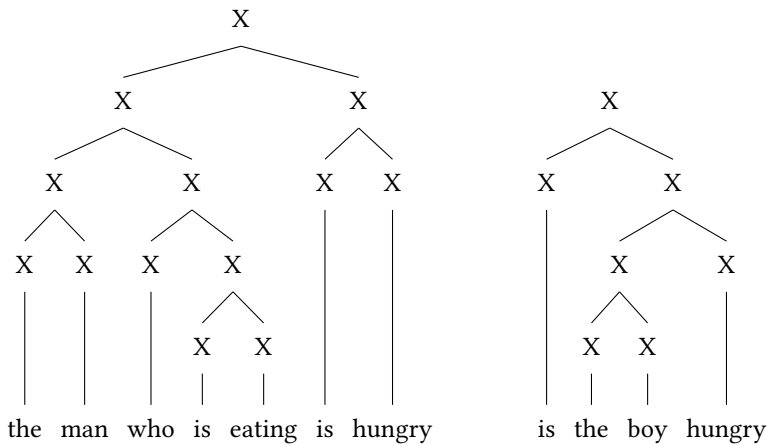 X
X X X
X X X X X X
X X X X X X
X X X X
the man who is eating is hungry is the boy hungry